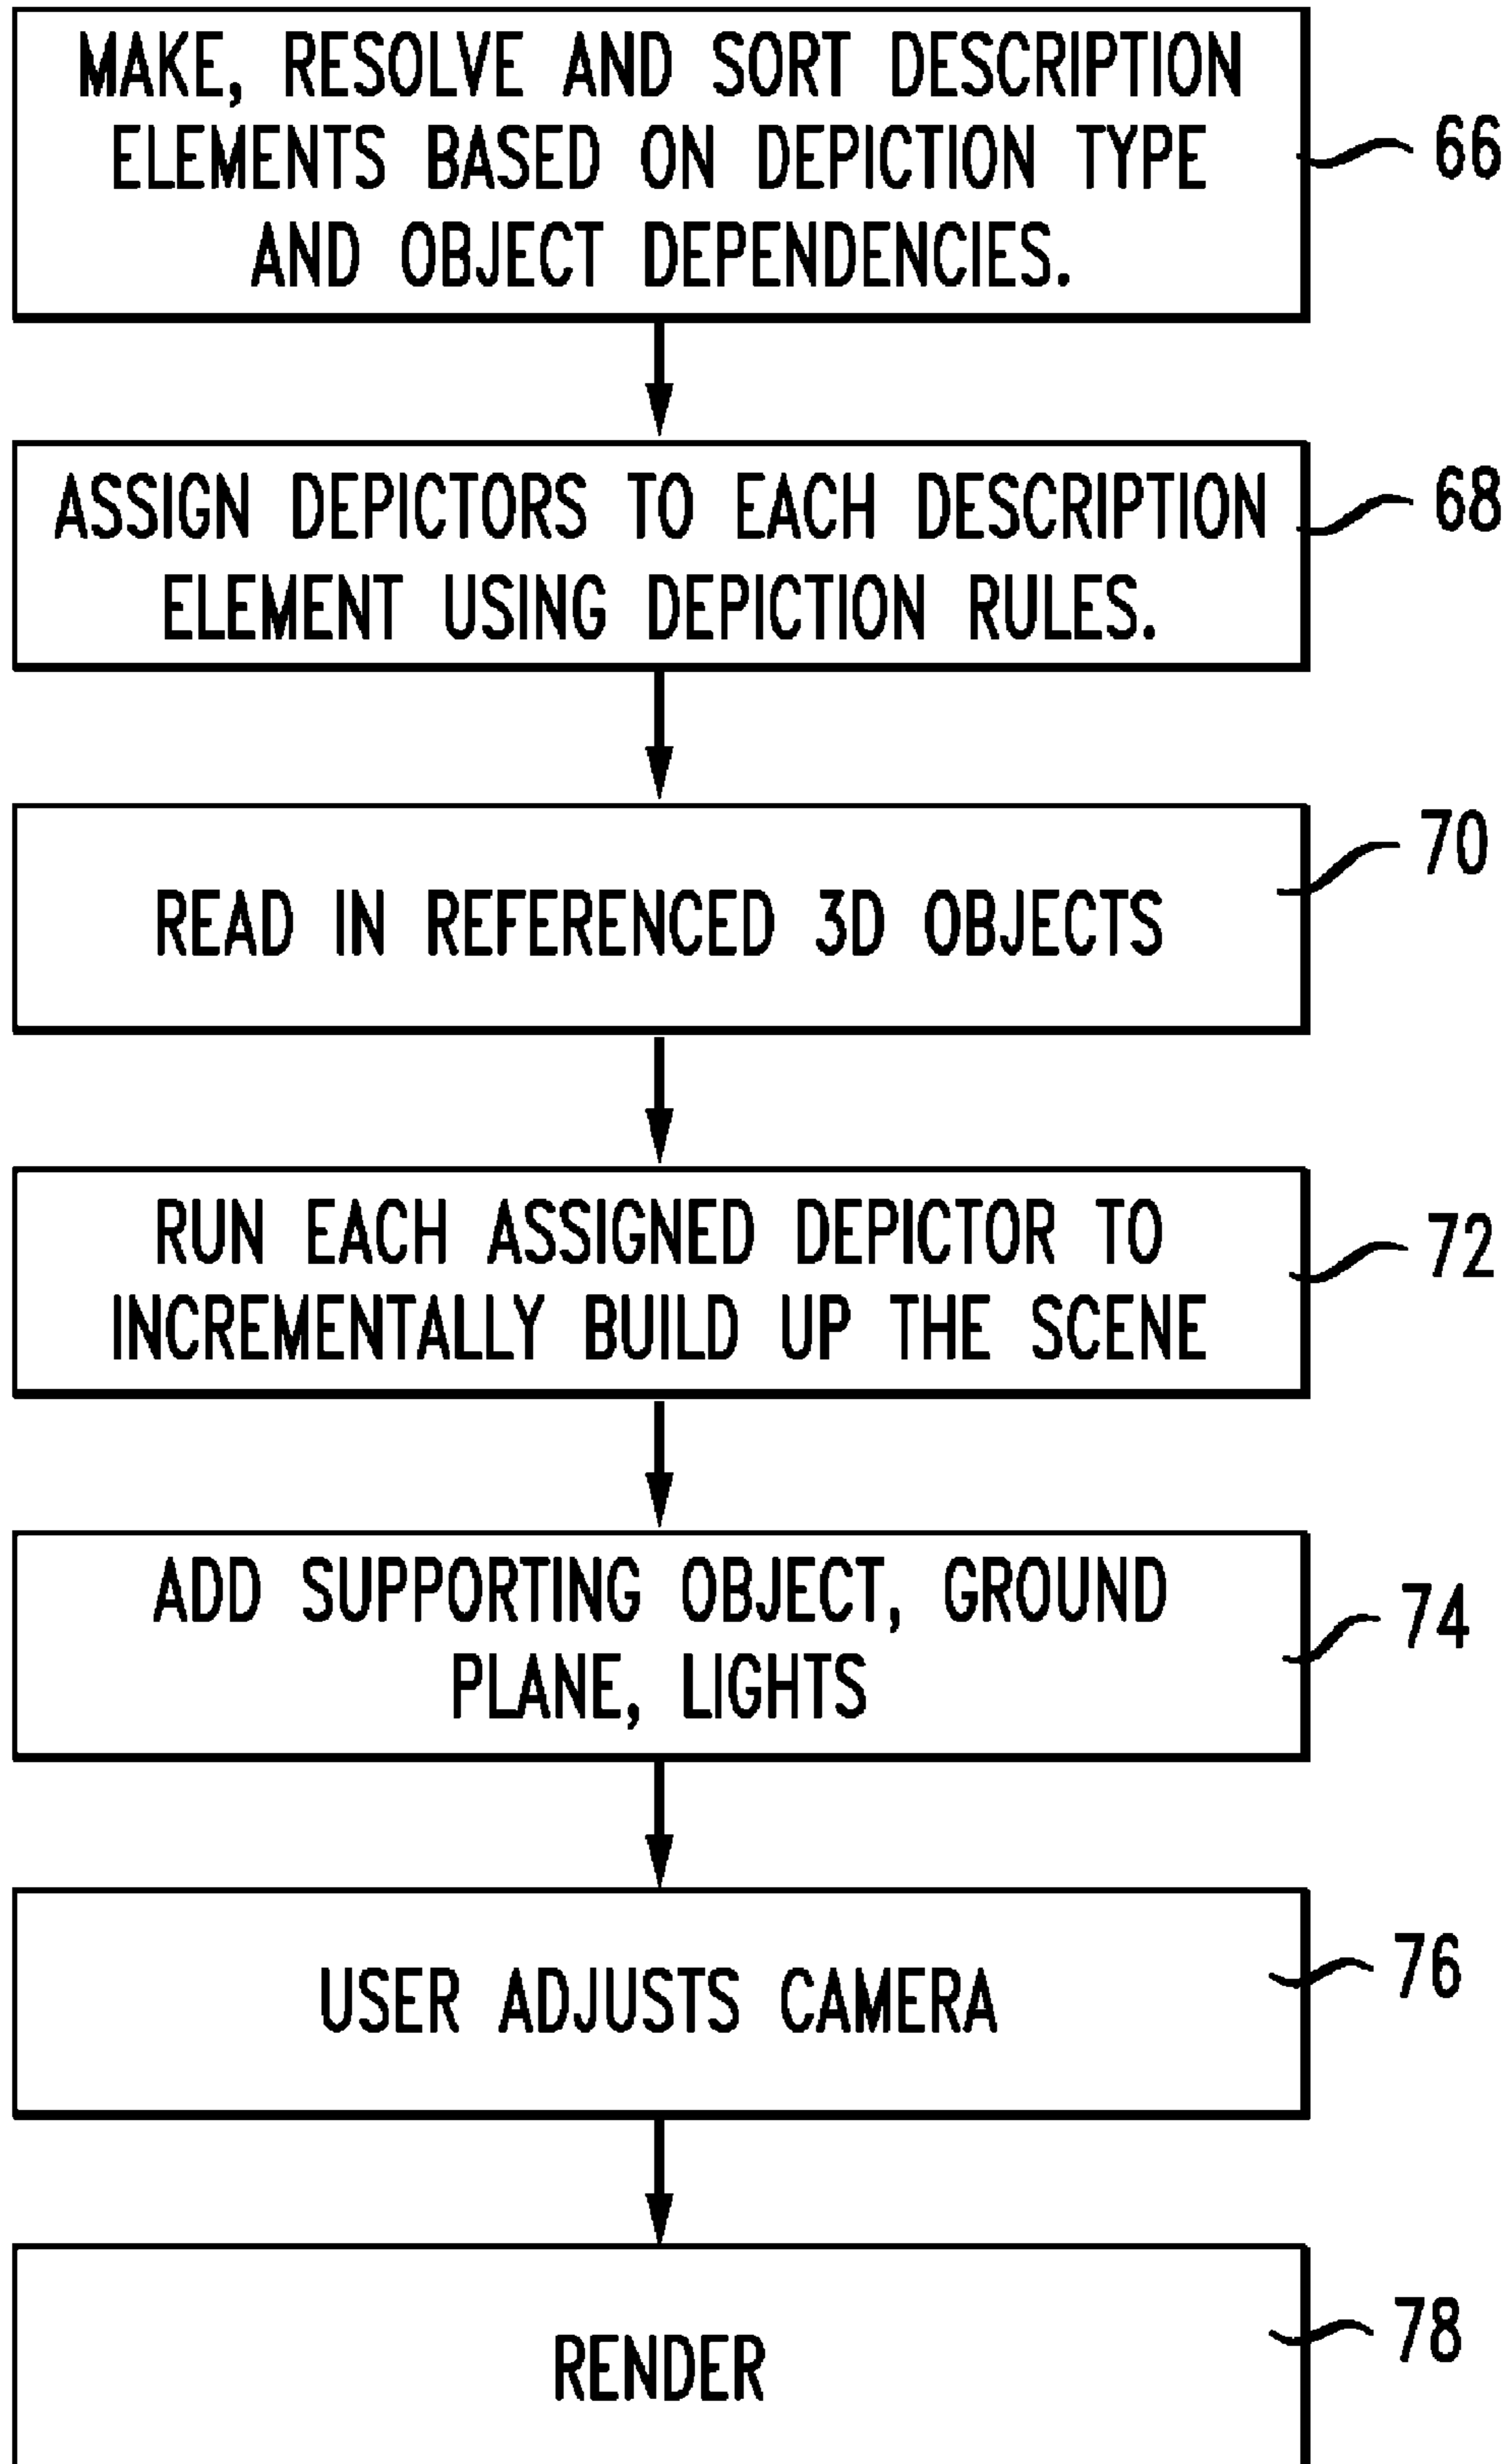 MAKE, RESOLVE AND SORT DESCRIPTION
ELEMENTS BASED ON DEPICTION TYPE
AND OBJECT DEPENDENCIES.
66
ASSIGN DEPICTORS TO EACH DESCRIPTION
ELEMENT USING DEPICTION RULES.
68
READ IN REFERENCED 3D OBJECTS
70
RUN EACH ASSIGNED DEPICTOR TO
INCREMENTALLY BUILD UP THE SCENE
72
ADD SUPPORTING OBJECT, GROUND
PLANE, LIGHTS
74
USER ADJUSTS CAMERA
76
RENDER
78